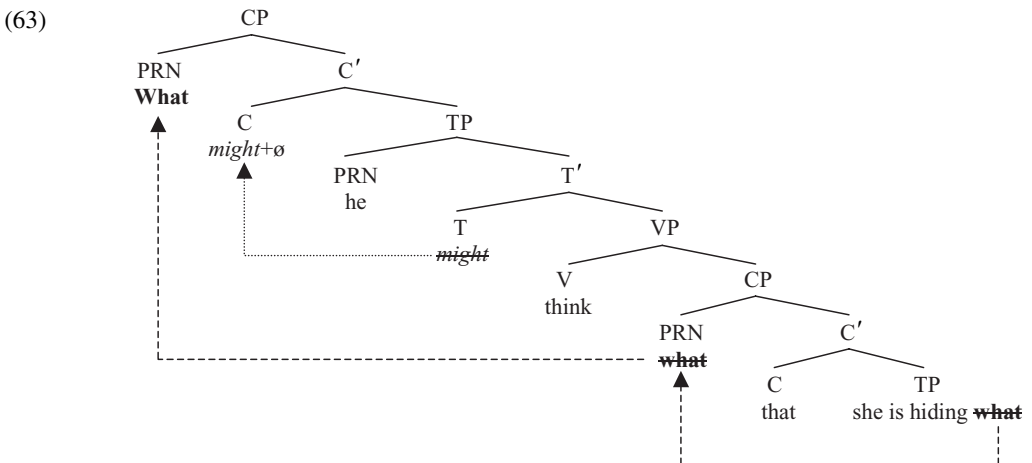 (63)
CP
PRN C′
What
C TP
might+ø
PRN T′
he
T VP
might
V CP
think
PRN C′
what
C TP
that she is hiding what